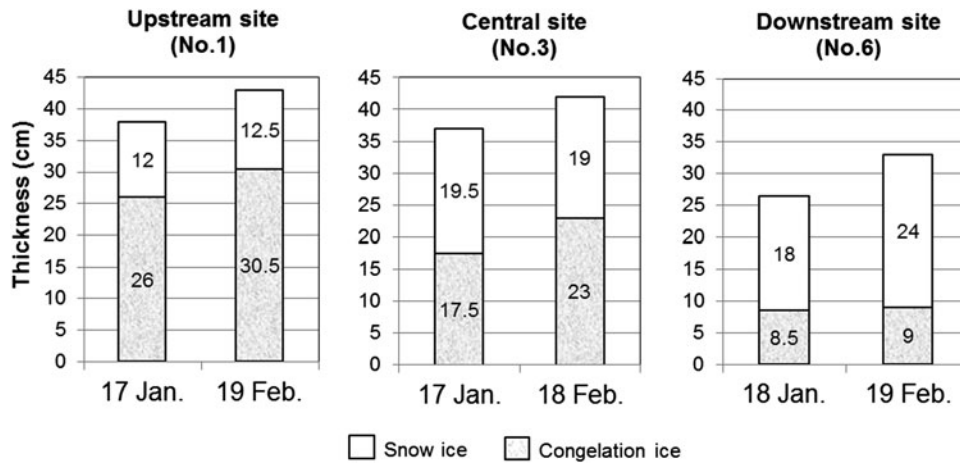 Upstream site
(No.1)
Central site
(No.3)
Downstream site
(No.6)
Thickness (cm)
45
40
35
30
25
20
15
10
5
0
12
26
12.5
30.5
17 Jan.
19 Feb.
45
40
35
30
25
20
15
10
5
0
19.5
17.5
19
23
17 Jan.
18 Feb.
45
40
35
30
25
20
15
10
5
0
18
8.5
24
9
18 Jan.
19 Feb.
Snow ice
Congelation ice